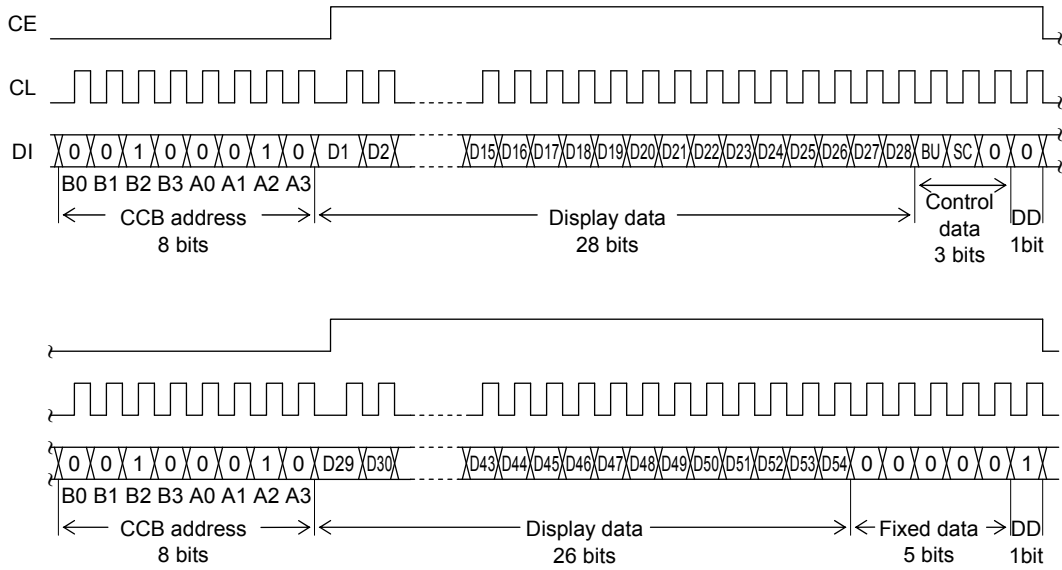 CE
CL
DI 0 0 1 0 0 0 1 0 D1 D2 D15 D16 D17 D18 D19 D20 D21 D22 D23 D24 D25 D26 D27 D28 BU SC 0 0
B0 B1 B2 B3 A0 A1 A2 A3
CCB address
8 bits
Display data
28 bits
Control
data
3 bits
DD
1bit
0 0 1 0 0 0 1 0 D29 D30 D43 D44 D45 D46 D47 D48 D49 D50 D51 D52 D53 D54 0 0 0 0 0 1
B0 B1 B2 B3 A0 A1 A2 A3
CCB address
8 bits
Display data
26 bits
Fixed data
5 bits
DD
1bit